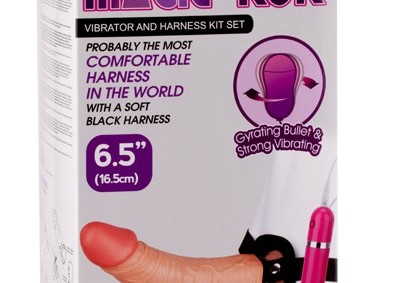 VIBRATOR AND HARNESS KIT SET
PROBABLY THE MOST
COMFORTABLE
HARNESS
IN THE WORLD
WITH A SOFT
BLACK HARNESS
6.5”
(16.5cm)
Gyrating Bullet &
Strong Vibrating